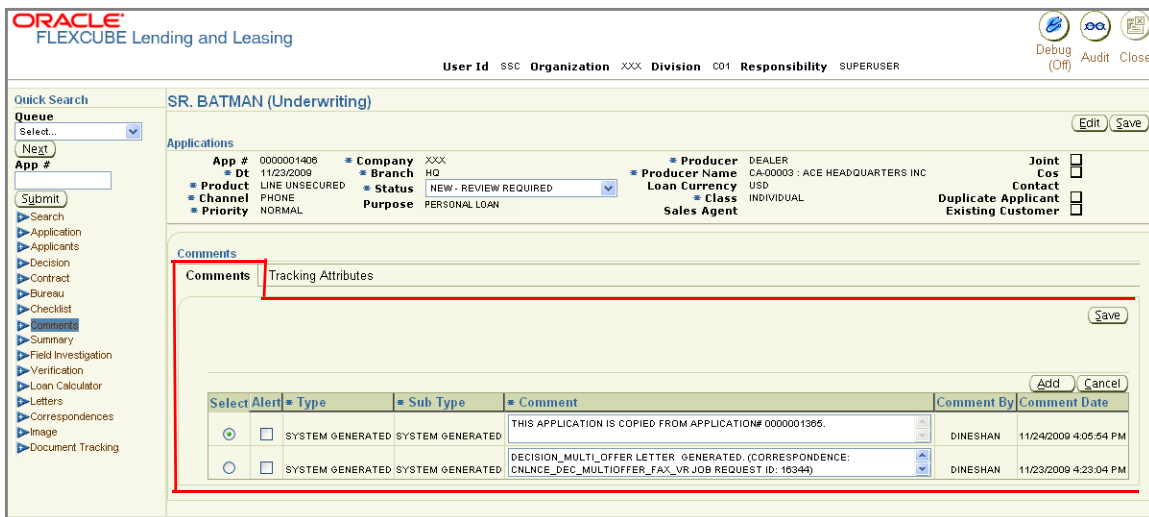 ORACLE
FLEXCUBE Lending and Leasing
Debug (Off)
Audit
Close
User Id SSC Organization XXX Division C01 Responsibility SUPERUSER
Quick Search
Queue
Select...
Next
App #
Submit
Search
Application
Applicants
Decision
Contract
Bureau
Checklist
Comments
Summary
Field Investigation
Verification
Loan Calculator
Letters
Correspondences
Image
Document Tracking
SR. BATMAN (Underwriting)
Edit Save
Applications
App # 0000001406 * Company XXX * Producer DEALER Joint
* Dt 11/23/2009 * Branch HQ * Producer Name CA-00003 : ACE HEADQUARTERS INC Cos
* Product LINE UNSECURED * Status NEW - REVIEW REQUIRED Loan Currency USD Contact
* Channel PHONE Purpose PERSONAL LOAN * Class INDIVIDUAL Duplicate Applicant
* Priority NORMAL Sales Agent Existing Customer
Comments
Comments Tracking Attributes
Save
Add Cancel
Select Alert * Type * Sub Type * Comment Comment By Comment Date
SYSTEM GENERATED SYSTEM GENERATED THIS APPLICATION IS COPIED FROM APPLICATION# 0000001365. DINESHAN 11/24/2009 4:05:54 PM
SYSTEM GENERATED SYSTEM GENERATED DECISION_MULTI_OFFER LETTER GENERATED. (CORRESPONDENCE:
CNLNCE_DEC_MULTIOFFER_FAX_VR JOB REQUEST ID: 16344) DINESHAN 11/23/2009 4:23:04 PM